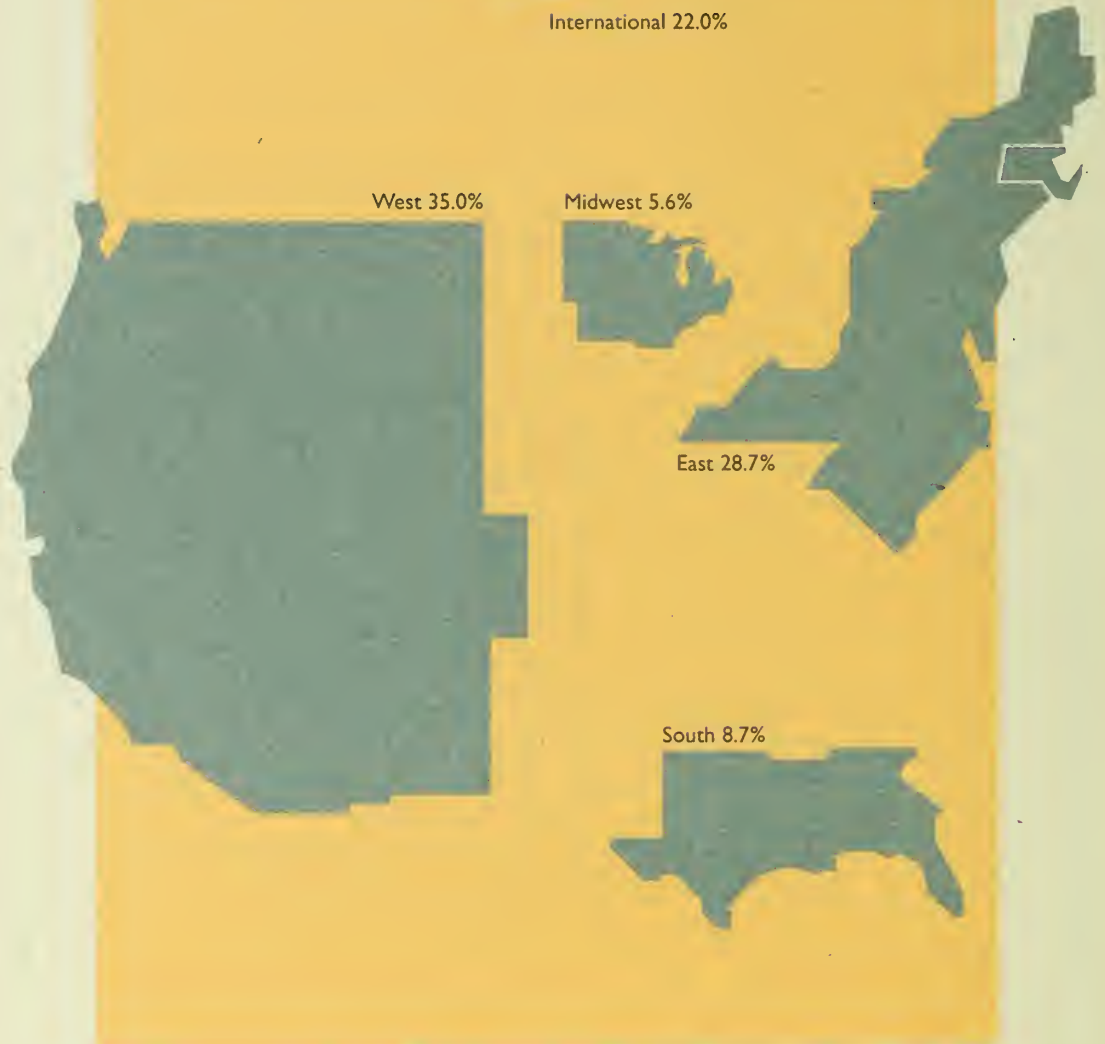 International 22.0%
West 35.0%
Midwest 5.6%
East 28.7%
South 8.7%